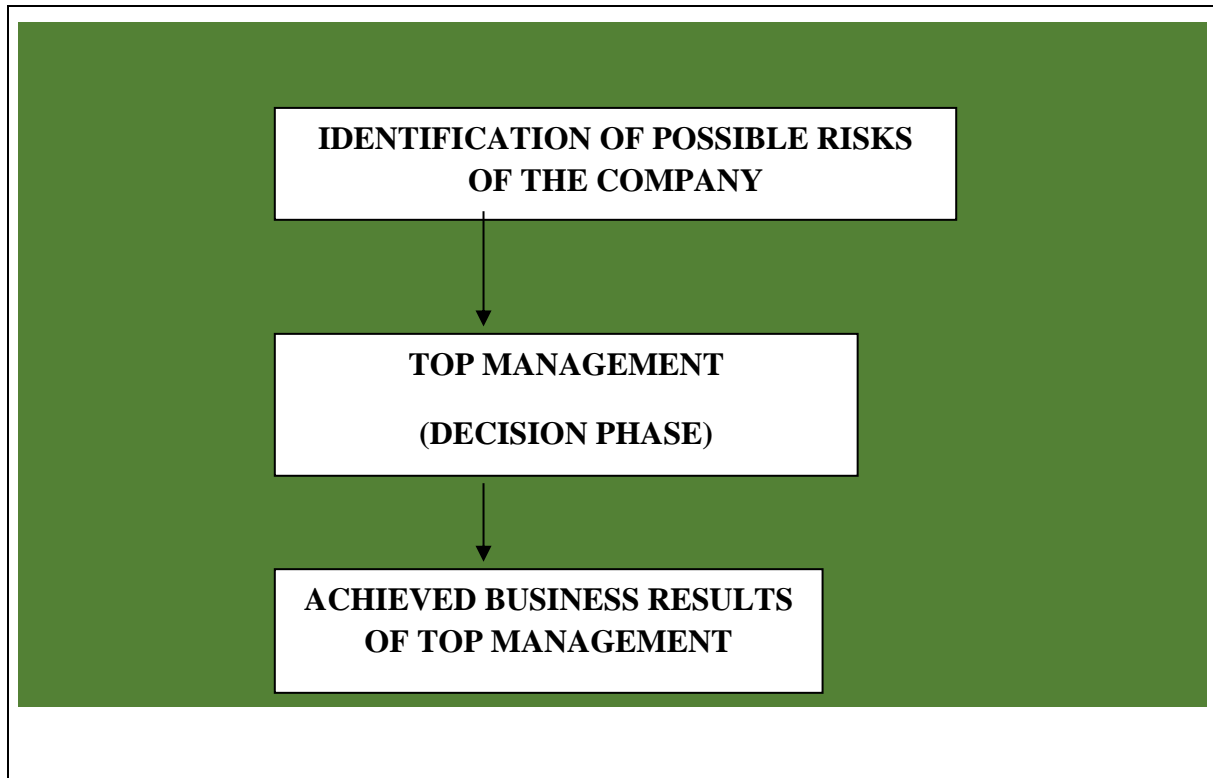 IDENTIFICATION OF POSSIBLE RISKS
OF THE COMPANY
TOP MANAGEMENT
(DECISION PHASE)
ACHIEVED BUSINESS RESULTS
OF TOP MANAGEMENT